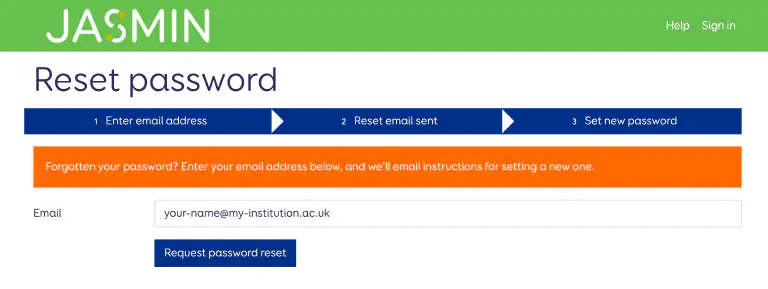 JASMIN
Help Sign in
Reset password
1 Enter email address 2 Reset email sent 3 Set new password
Forgotten your password? Enter your email address below, and we'll email instructions for setting a new one.
Email your-name@my-institution.ac.uk
Request password reset